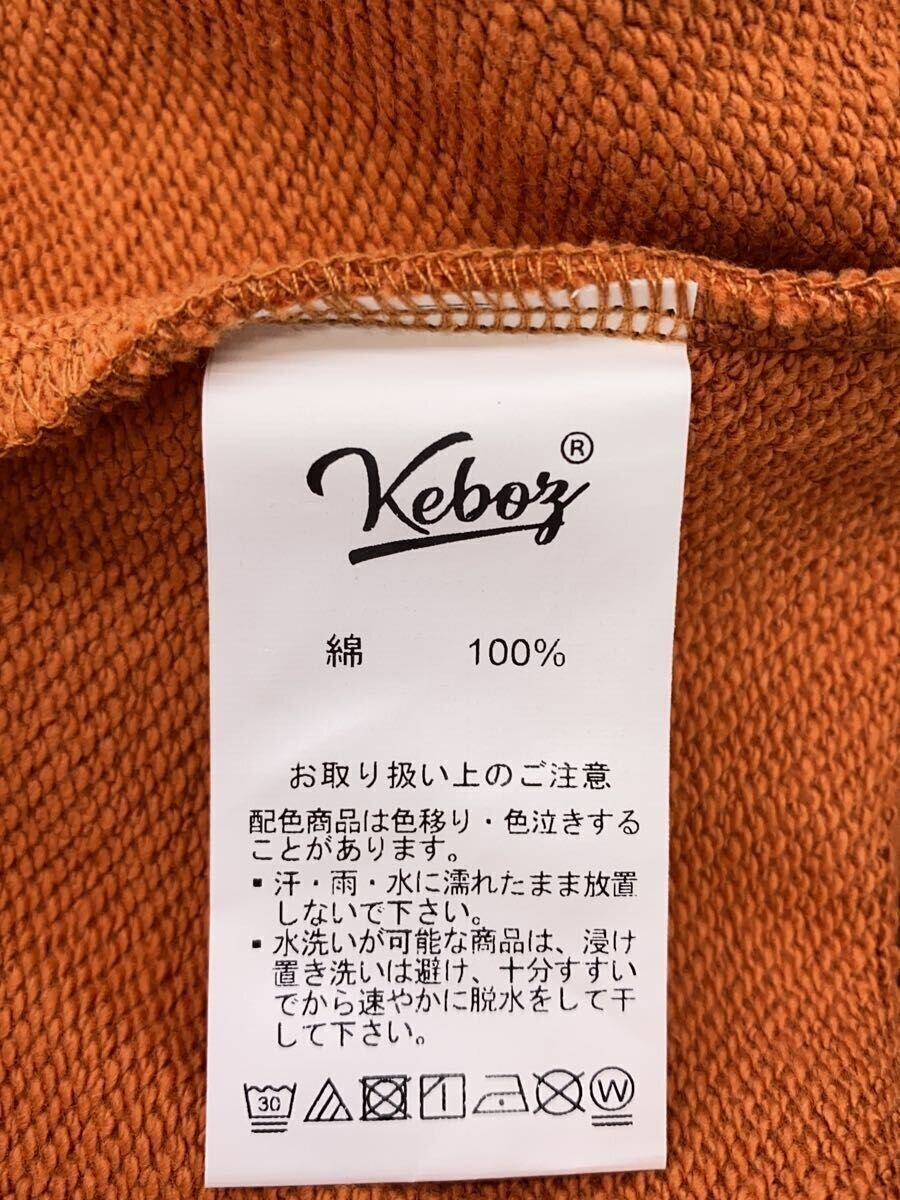 Keboz®
綿 100%
お取り扱い上のご注意
配色商品は色移り・色泣きする
ことがあります。
▪汗・雨・水に濡れたまま放置
しないで下さい。
▪水洗いが可能な商品は、浸け
置き洗いは避け、十分すすい
でから速やかに脱水をして干
して下さい。
30 W